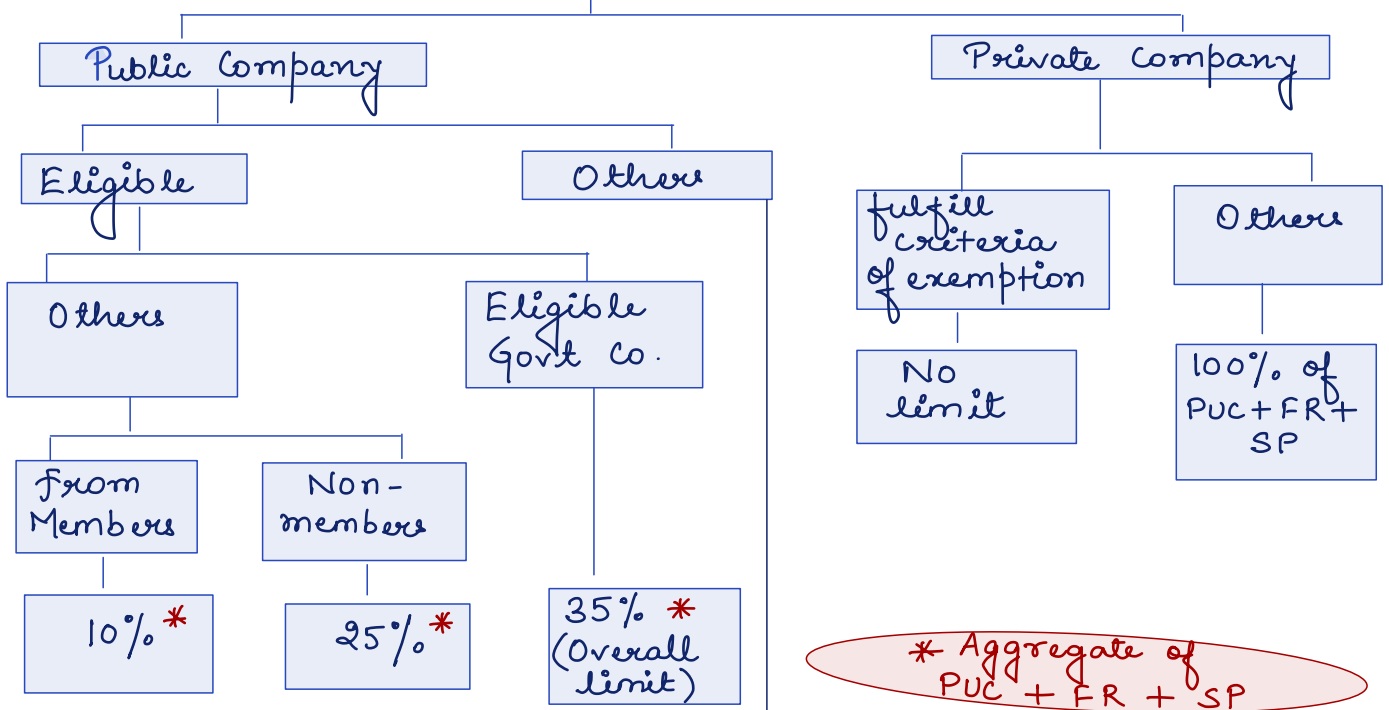 Public Company
Private Company
Eligible
Others
fulfill
criteria
of exemption
Others
Others
Eligible
Govt Co.
No
limit
100% of
PUC + FR +
SP
From
Members
Non-
members
10% *
25% *
35% *
(Overall
limit)
* Aggregate of
PUC + FR + SP